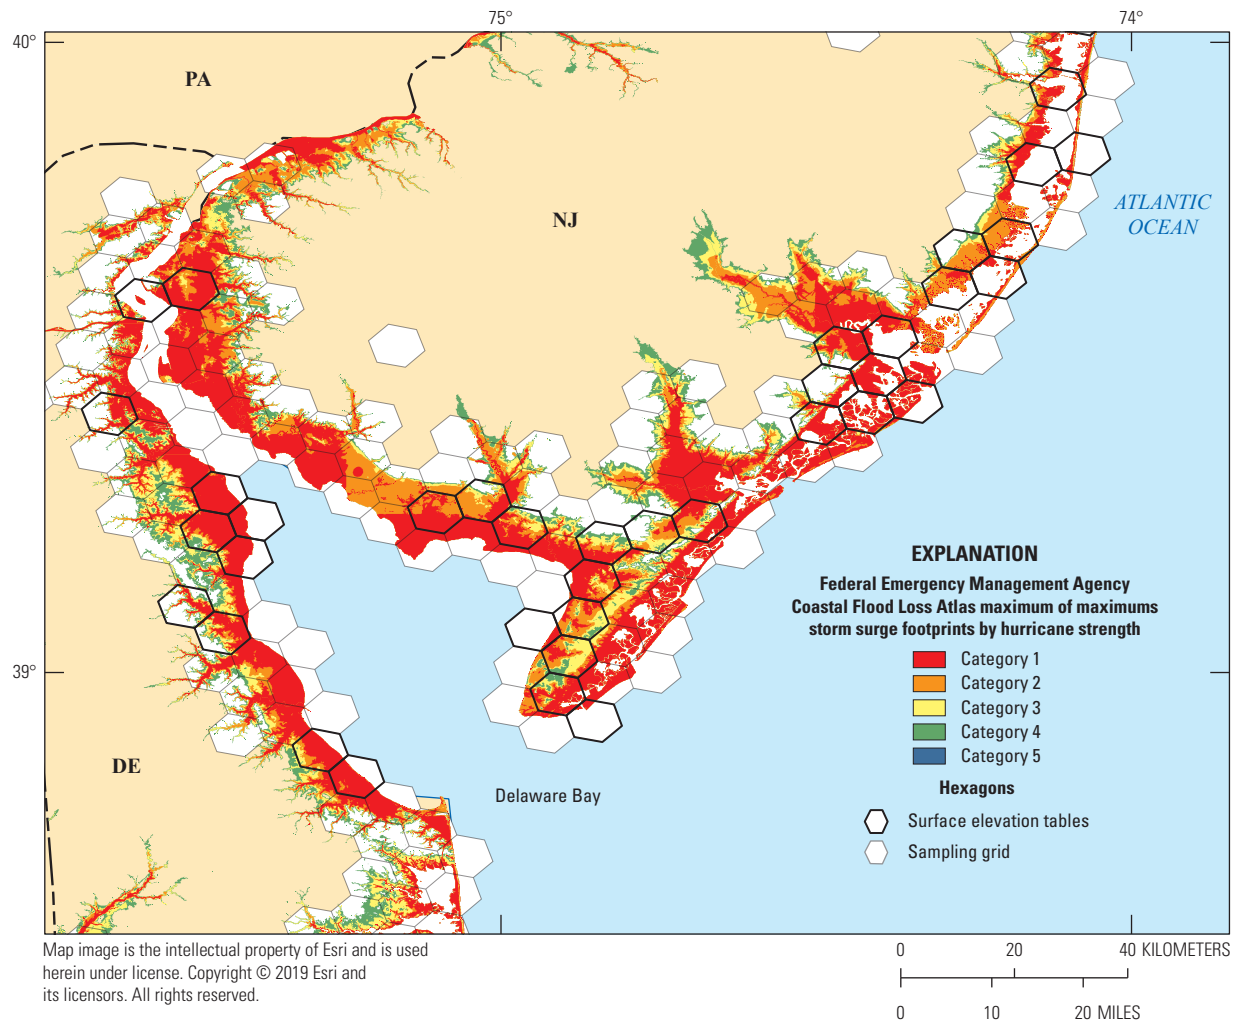 75°
74°
40°
PA
NJ
ATLANTIC
OCEAN
EXPLANATION
Federal Emergency Management Agency
Coastal Flood Loss Atlas maximum of maximums
storm surge footprints by hurricane strength
Category 1
Category 2
Category 3
Category 4
Category 5
39°
DE
Delaware Bay
Hexagons
Surface elevation tables
Sampling grid
Map image is the intellectual property of Esri and is used
herein under license. Copyright © 2019 Esri and
its licensors. All rights reserved.
0 20 40 KILOMETERS
0 10 20 MILES